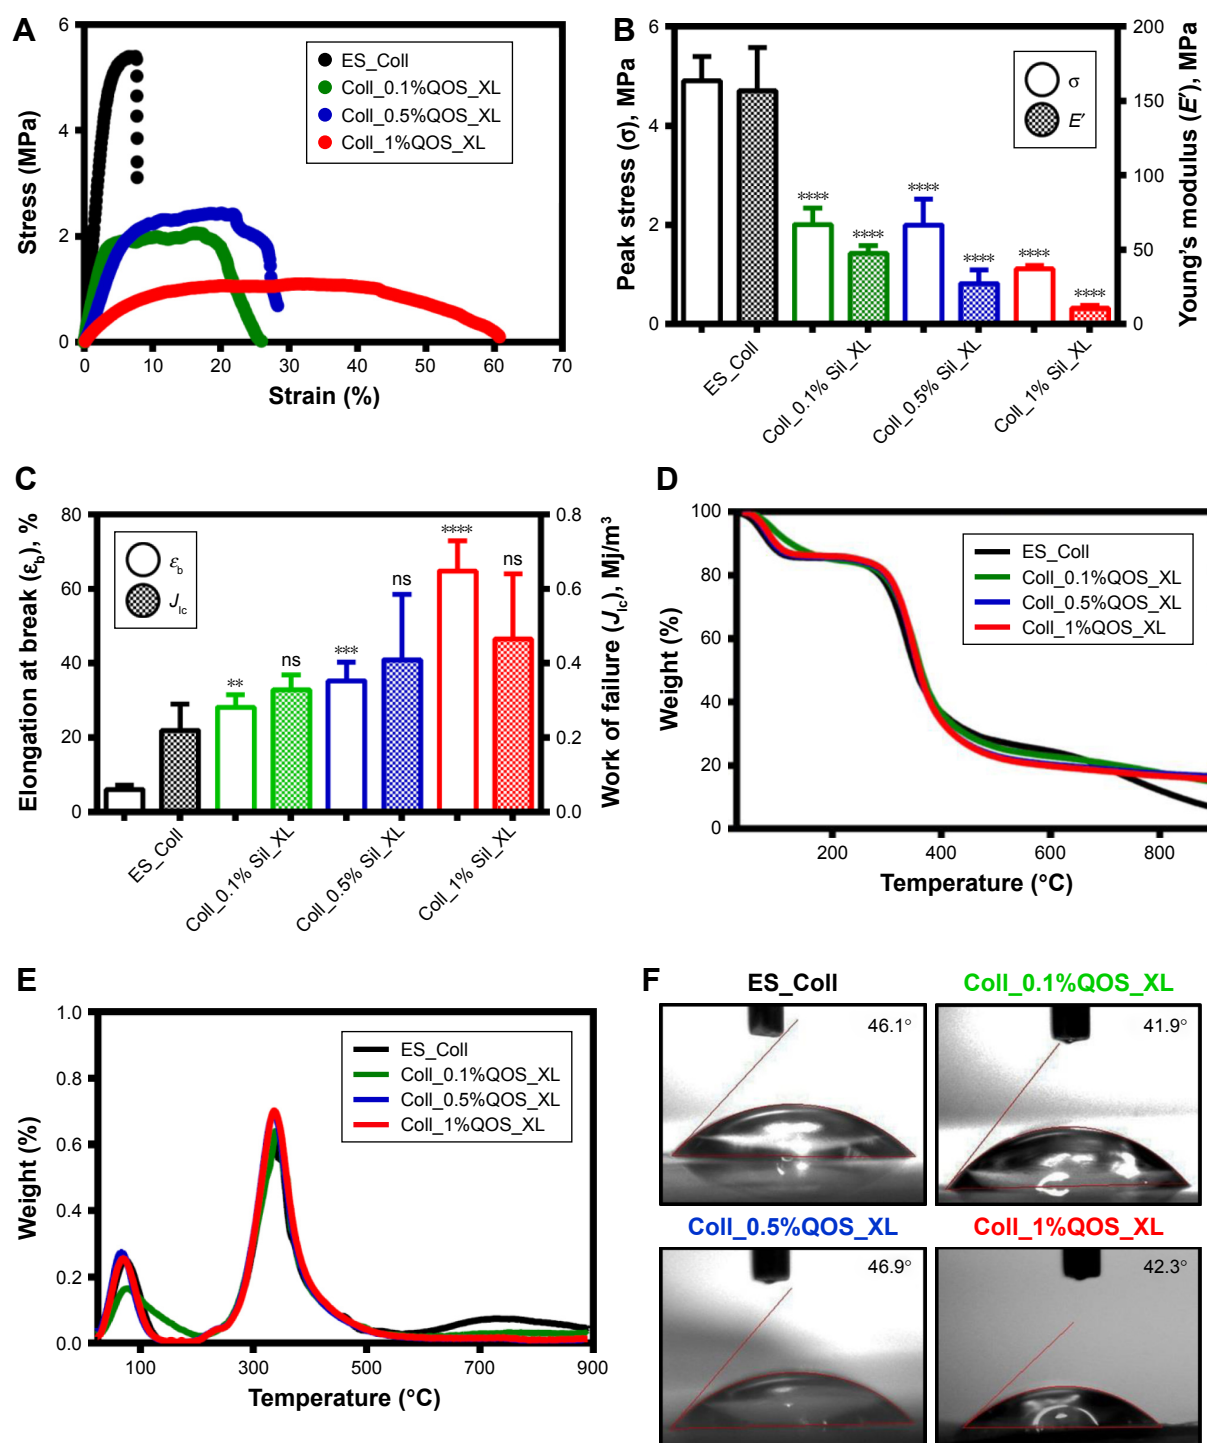 A
Stress (MPa)
6
4
2
0
0 10 20 30 40 50 60 70
Strain (%)
ES_Coll
Coll_0.1%QOS_XL
Coll_0.5%QOS_XL
Coll_1%QOS_XL
B
Peak stress (σ), MPa
6
4
2
0
σ
E′
200
150
100
50
0
Young's modulus (E′), MPa
**** **** **** **** **** ****
ES_Coll
Coll_0.1% Sil_XL
Coll_0.5% Sil_XL
Coll_1% Sil_XL
C
Elongation at break (εb), %
80
60
40
20
0
εb
JIc
** ns *** ns **** ns
0.8
0.6
0.4
0.2
0.0
Work of failure (JIc), Mj/m³
ES_Coll
Coll_0.1% Sil_XL
Coll_0.5% Sil_XL
Coll_1% Sil_XL
D
Weight (%)
100
80
60
40
20
0
200 400 600 800
Temperature (°C)
ES_Coll
Coll_0.1%QOS_XL
Coll_0.5%QOS_XL
Coll_1%QOS_XL
E
Weight (%)
1.0
0.8
0.6
0.4
0.2
0.0
100 300 500 700 900
Temperature (°C)
ES_Coll
Coll_0.1%QOS_XL
Coll_0.5%QOS_XL
Coll_1%QOS_XL
F
ES_Coll
46.1°
Coll_0.1%QOS_XL
41.9°
Coll_0.5%QOS_XL
46.9°
Coll_1%QOS_XL
42.3°